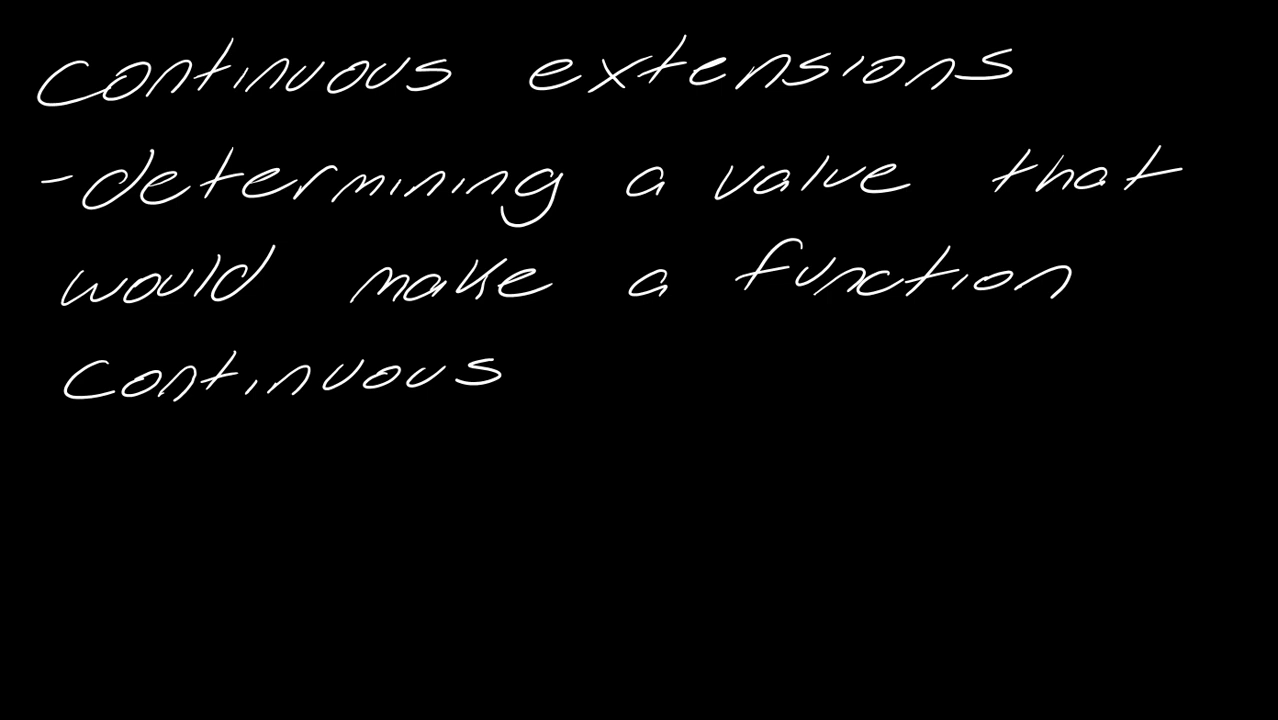 continuous extensions
-determining a value that
would make a function
continuous